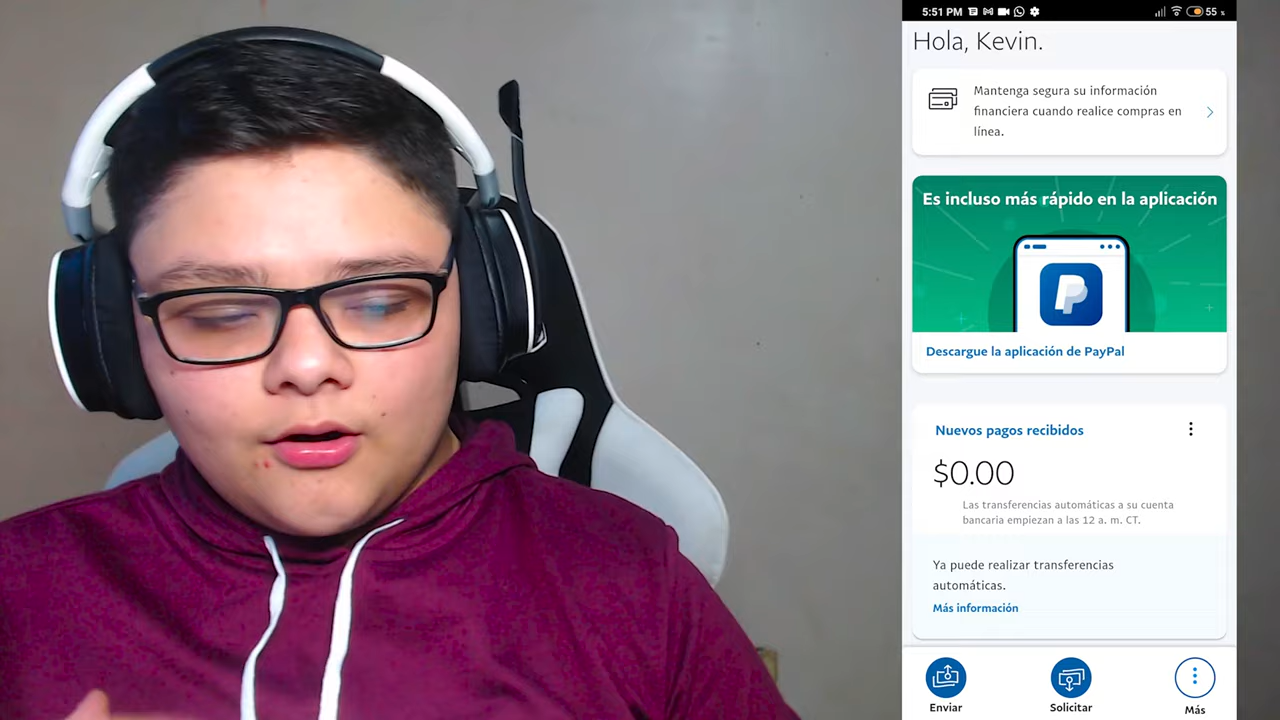 5:51 PM
55 %
Hola, Kevin.
Mantenga segura su información
financiera cuando realice compras en
línea.
Es incluso más rápido en la aplicación
Descargue la aplicación de PayPal
Nuevos pagos recibidos
$0.00
Las transferencias automáticas a su cuenta
bancaria empiezan a las 12 a. m. CT.
Ya puede realizar transferencias
automáticas.
Más información
Enviar
Solicitar
Más